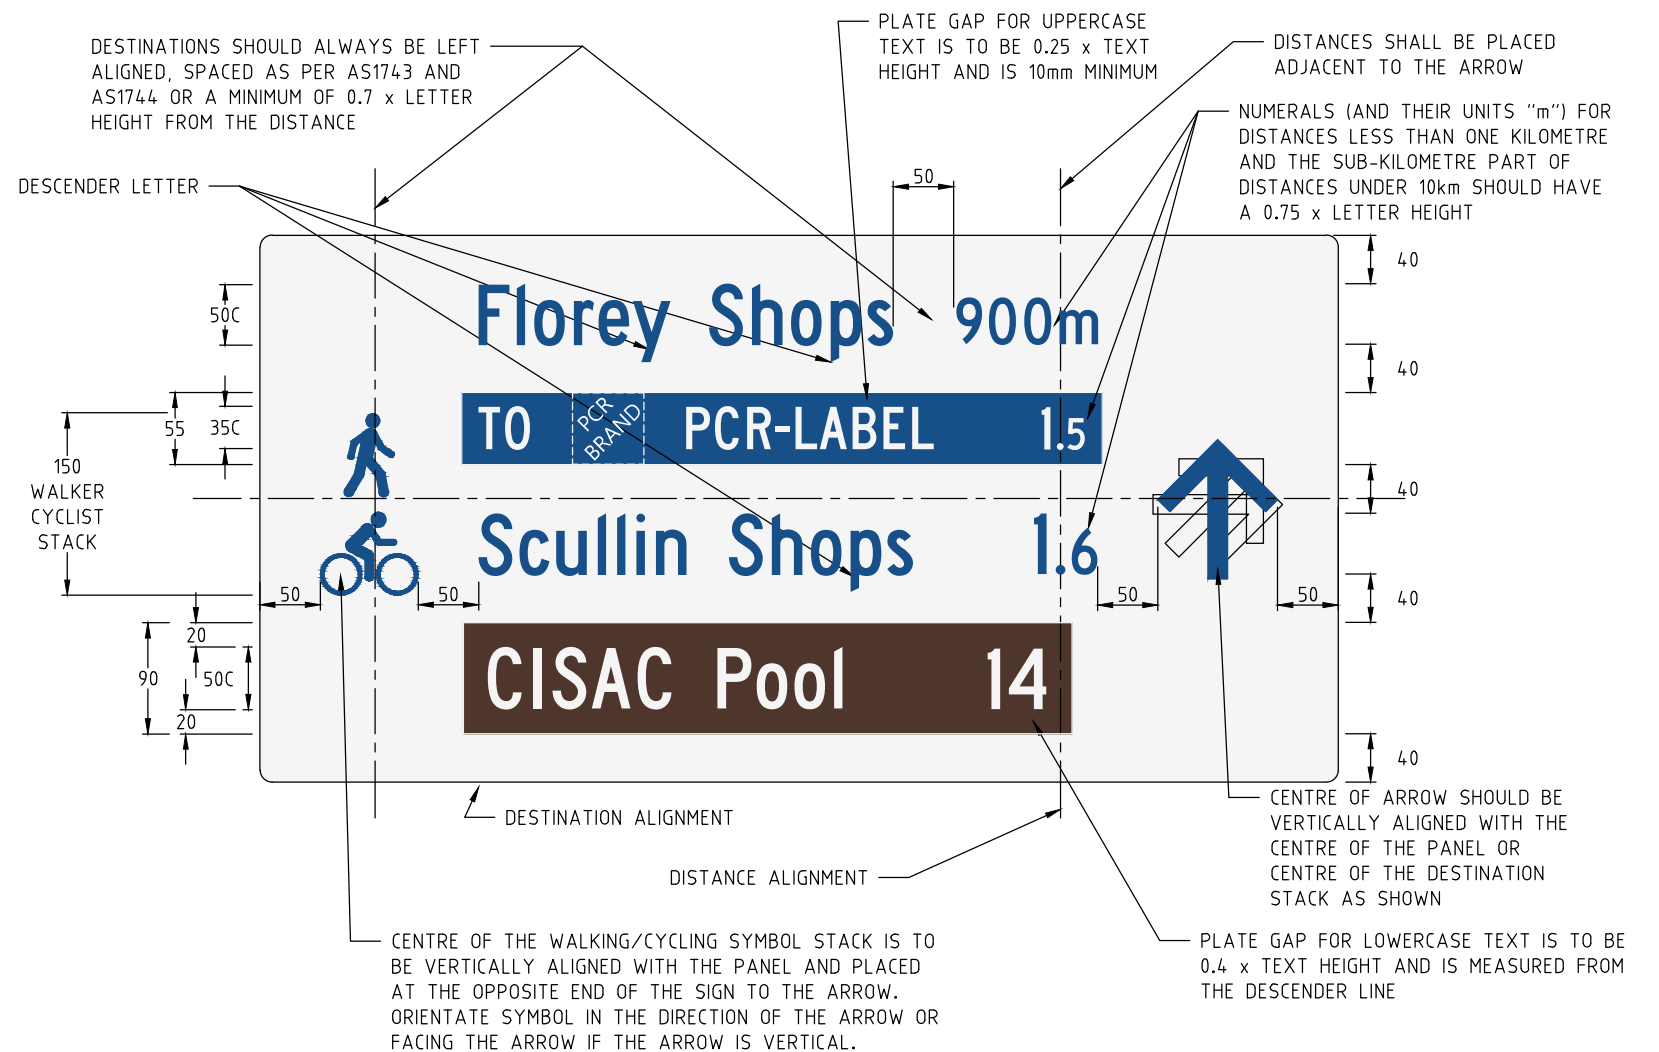 PLATE GAP FOR UPPERCASE
TEXT IS TO BE 0.25 x TEXT
HEIGHT AND IS 10mm MINIMUM
DESTINATIONS SHOULD ALWAYS BE LEFT
ALIGNED, SPACED AS PER AS1743 AND
AS1744 OR A MINIMUM OF 0.7 x LETTER
HEIGHT FROM THE DISTANCE
DISTANCES SHALL BE PLACED
ADJACENT TO THE ARROW
NUMERALS (AND THEIR UNITS "m") FOR
DISTANCES LESS THAN ONE KILOMETRE
AND THE SUB-KILOMETRE PART OF
DISTANCES UNDER 10km SHOULD HAVE
A 0.75 x LETTER HEIGHT
DESCENDER LETTER
50
40
50C
Florey Shops 900m
40
55
35C
TO PCR BRAND PCR-LABEL 1.5
150
WALKER
CYCLIST
STACK
40
Scullin Shops 1.6
50
50
50
50
40
20
90
50C
20
CISAC Pool 14
40
DESTINATION ALIGNMENT
DISTANCE ALIGNMENT
CENTRE OF ARROW SHOULD BE
VERTICALLY ALIGNED WITH THE
CENTRE OF THE PANEL OR
CENTRE OF THE DESTINATION
STACK AS SHOWN
CENTRE OF THE WALKING/CYCLING SYMBOL STACK IS TO
BE VERTICALLY ALIGNED WITH THE PANEL AND PLACED
AT THE OPPOSITE END OF THE SIGN TO THE ARROW.
ORIENTATE SYMBOL IN THE DIRECTION OF THE ARROW OR
FACING THE ARROW IF THE ARROW IS VERTICAL.
PLATE GAP FOR LOWERCASE TEXT IS TO BE
0.4 x TEXT HEIGHT AND IS MEASURED FROM
THE DESCENDER LINE